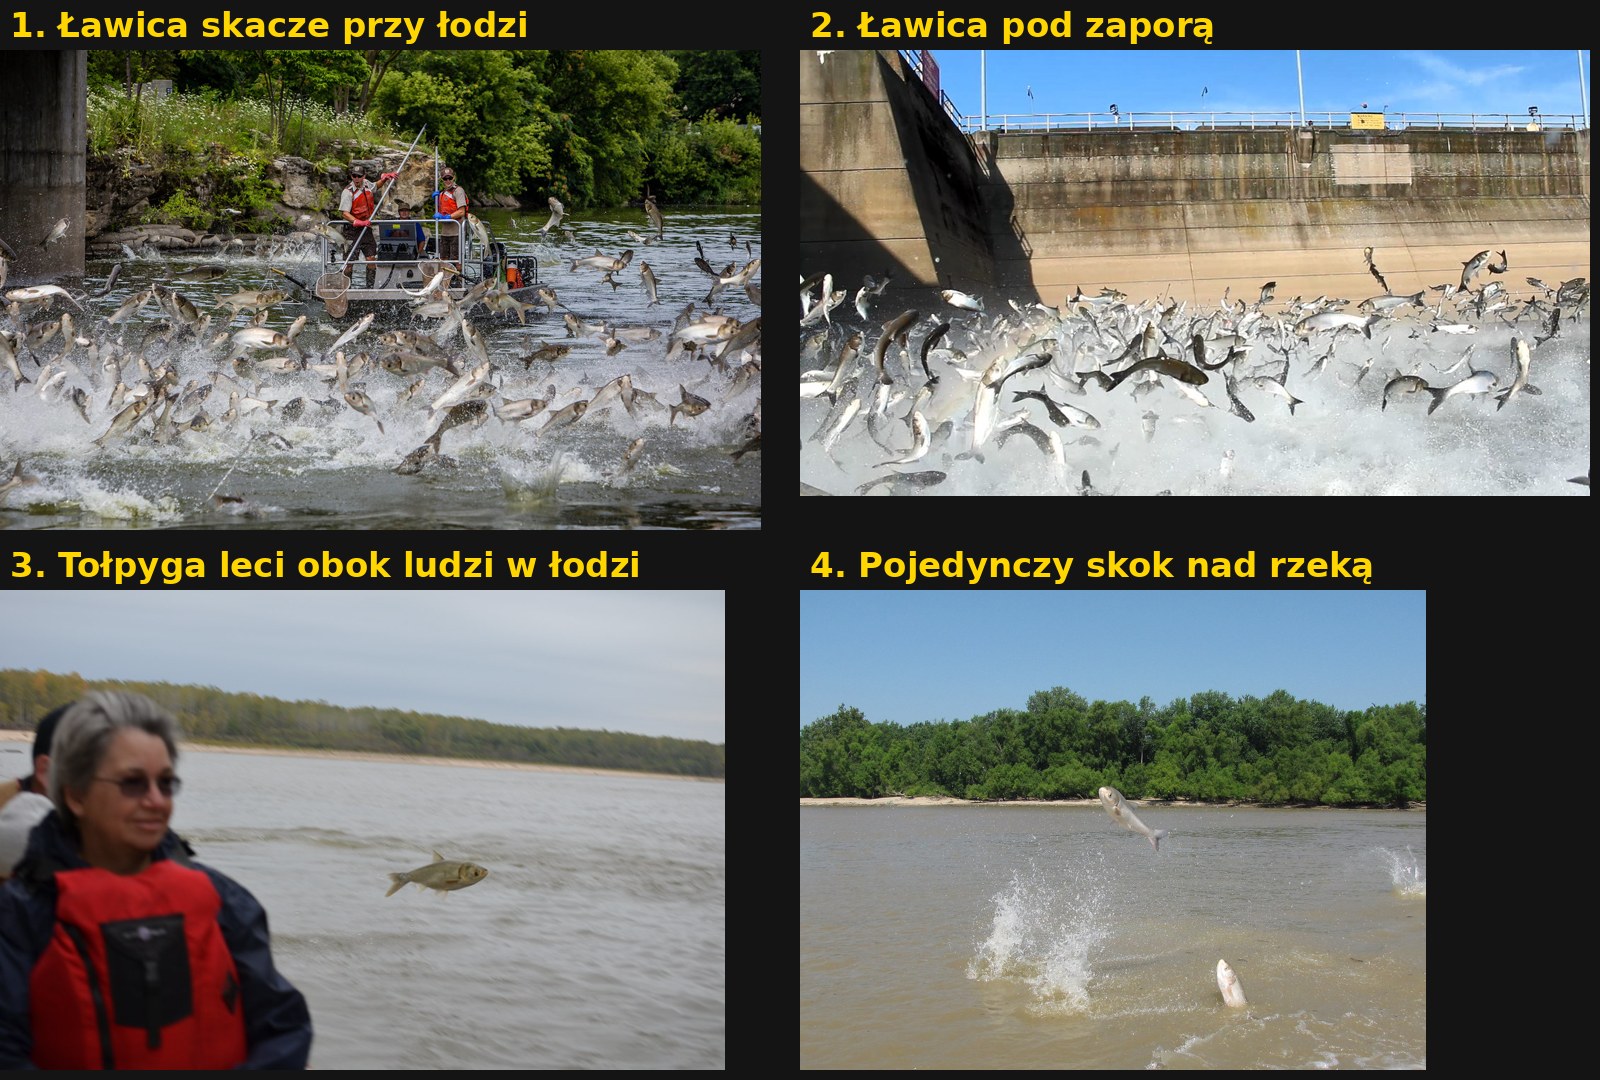 1. Ławica skacze przy łodzi
2. Ławica pod zaporą
3. Tołpyga leci obok ludzi w łodzi
4. Pojedynczy skok nad rzeką